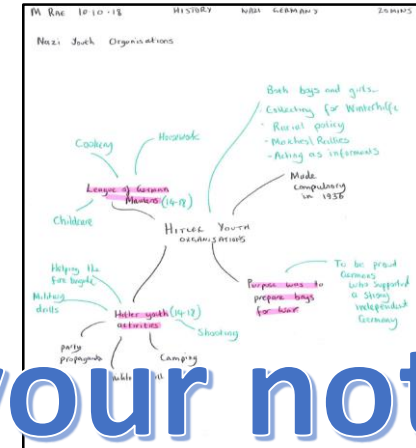 M Rae 10-10-18 HISTORY NAZI GERMANY 25 MINS
Nazi Youth Organisations
Both boys and girls...
- Collecting for Winterhilfe
- Racial policy
- Marches/Rallies
- Acting as informants
Cooking
Housework
League of German
Maidens (14-18)
Childcare
Made
compulsory
in 1936
HITLER YOUTH
ORGANISATIONS
Helping the
fire brigade
Military
drills
Hitler youth (14-18)
activities
Shooting
Camping
party
propaganda
Purpose was to
prepare boys
for war
To be proud
Germans
who supported
a strong
independent
Germany
your not